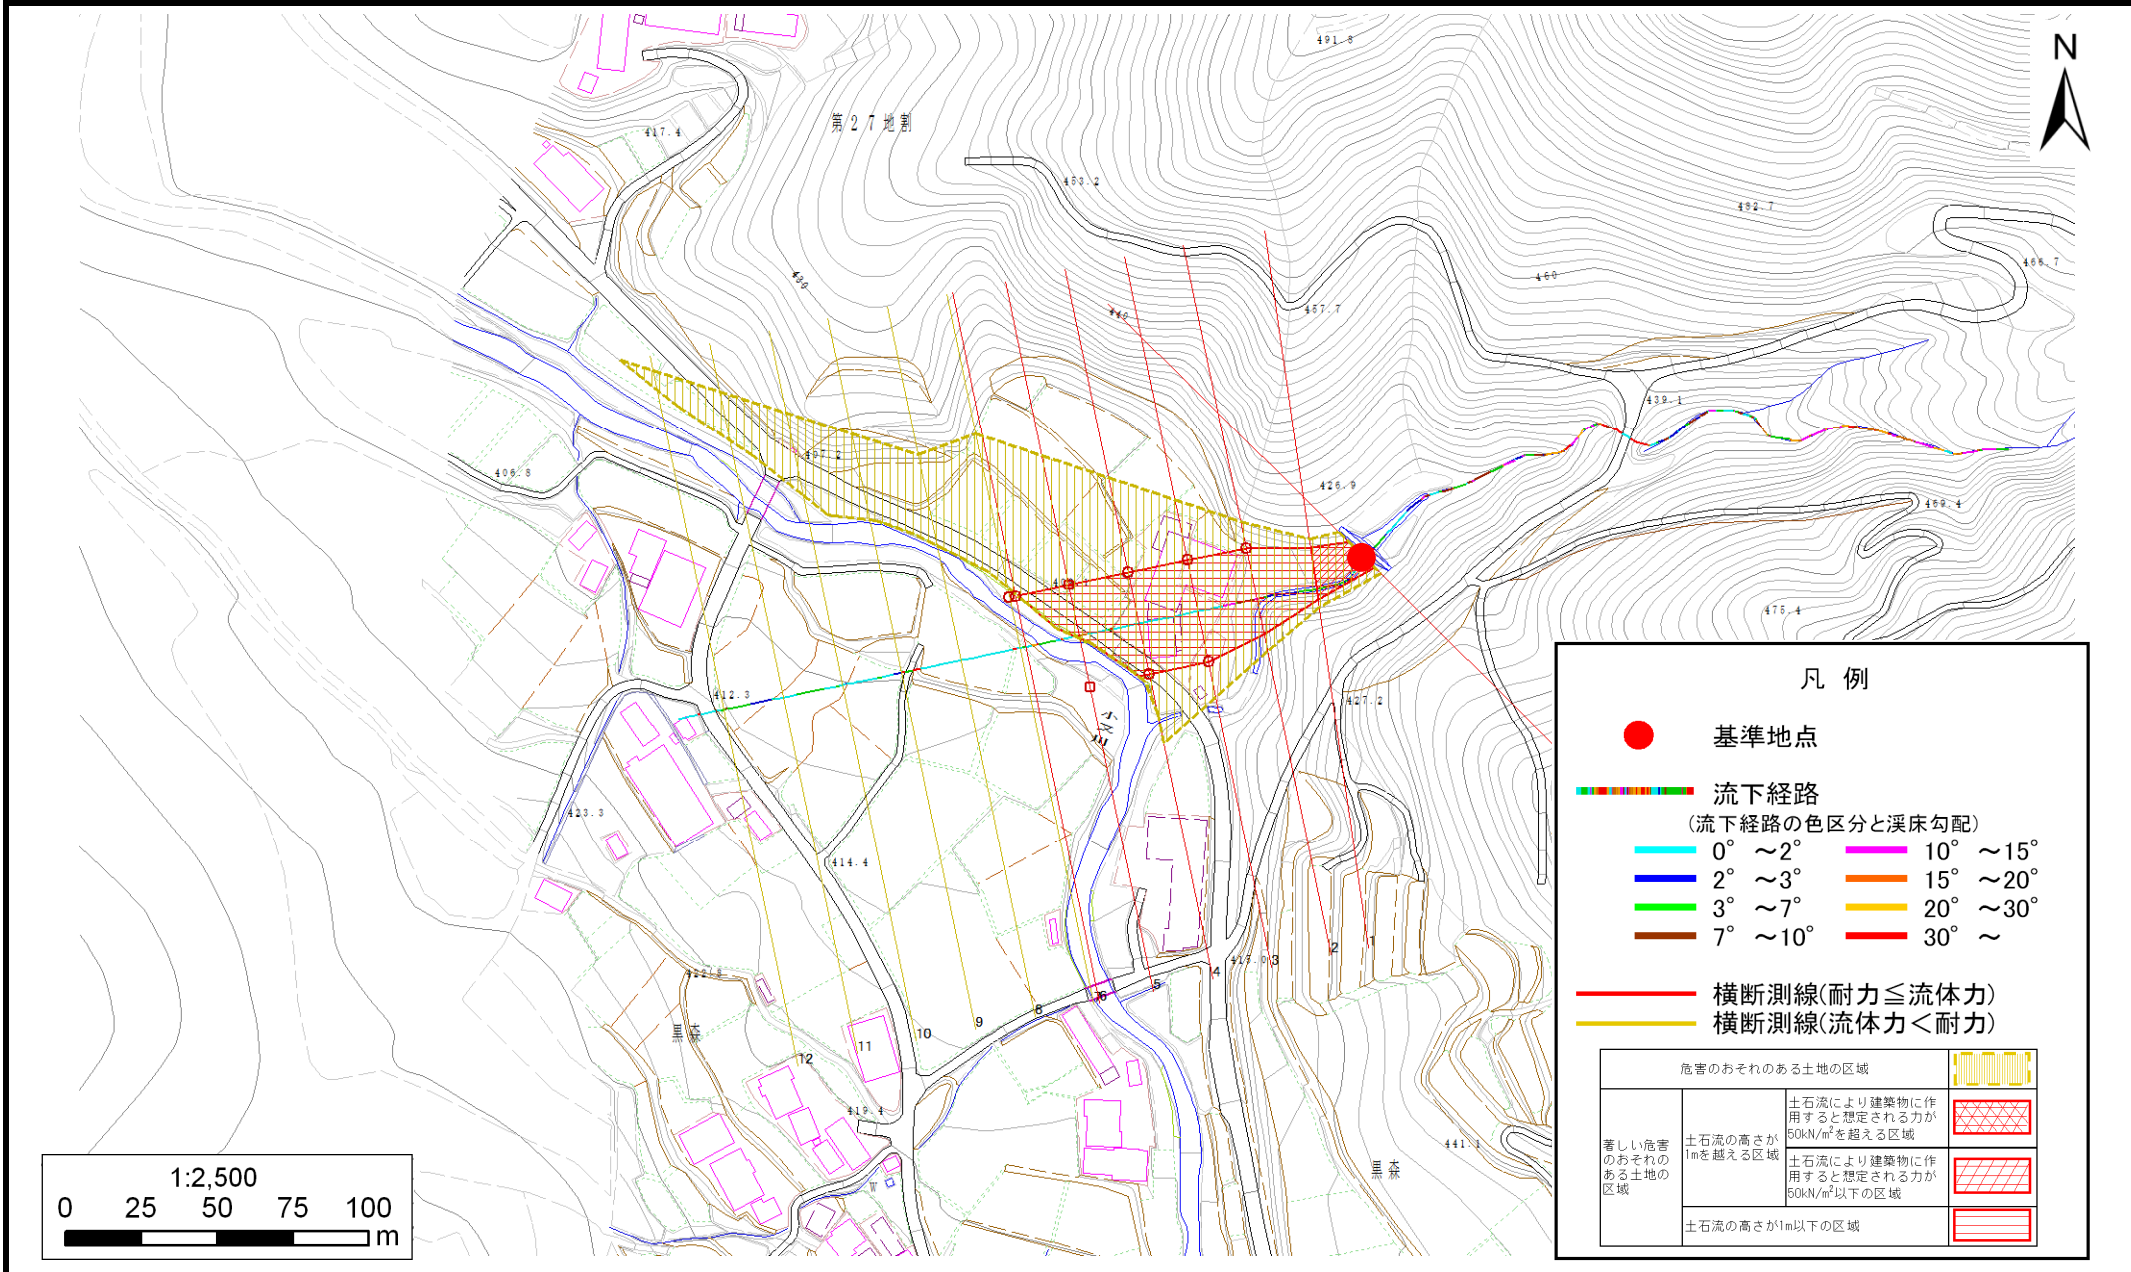 491.8
N
417.4
第27地割
453.2
482.7
466.7
430
460
457.7
440
439.1
407.2
406.8
426.9
469.4
475.4
412.3
427.2
423.3
414.4
1
2
3
415.0
4
5
6
7
8
9
10
11
12
黒森
419.4
441.1
黒森
W
凡 例
基準地点
流下経路
(流下経路の色区分と渓床勾配)
0° ～2° 10° ～15°
2° ～3° 15° ～20°
3° ～7° 20° ～30°
7° ～10° 30° ～
横断測線(耐力≦流体力)
横断測線(流体力＜耐力)
危害のおそれのある土地の区域
著しい危害
のおそれの
ある土地の
区域
土石流の高さが
1mを越える区域
土石流により建築物に作
用すると想定される力が
50kN/m²を超える区域
土石流により建築物に作
用すると想定される力が
50kN/m²以下の区域
土石流の高さが1m以下の区域
1:2,500
0 25 50 75 100
m